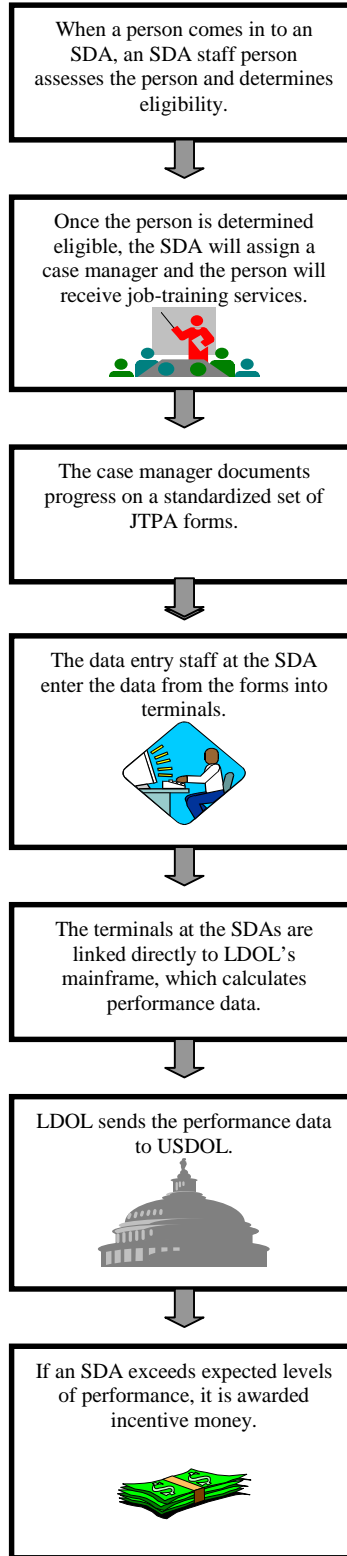 When a person comes in to an
SDA, an SDA staff person
assesses the person and determines
eligibility.
Once the person is determined
eligible, the SDA will assign a
case manager and the person will
receive job-training services.
The case manager documents
progress on a standardized set of
JTPA forms.
The data entry staff at the SDA
enter the data from the forms into
terminals.
The terminals at the SDAs are
linked directly to LDOL’s
mainframe, which calculates
performance data.
LDOL sends the performance data
to USDOL.
If an SDA exceeds expected levels
of performance, it is awarded
incentive money.